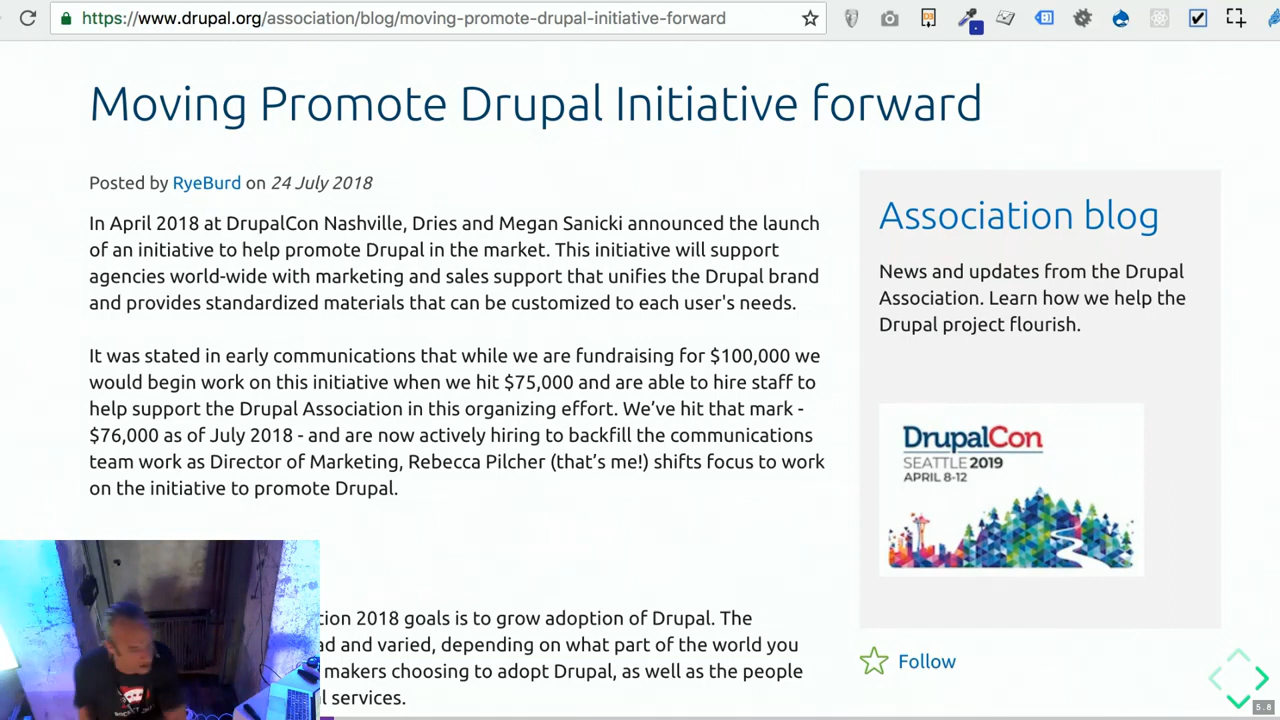 https://www.drupal.org/association/blog/moving-promote-drupal-initiative-forward
Moving Promote Drupal Initiative forward
Posted by RyeBurd on 24 July 2018
In April 2018 at DrupalCon Nashville, Dries and Megan Sanicki announced the launch
of an initiative to help promote Drupal in the market. This initiative will support
agencies world-wide with marketing and sales support that unifies the Drupal brand
and provides standardized materials that can be customized to each user's needs.
It was stated in early communications that while we are fundraising for $100,000 we
would begin work on this initiative when we hit $75,000 and are able to hire staff to
help support the Drupal Association in this organizing effort. We've hit that mark -
$76,000 as of July 2018 - and are now actively hiring to backfill the communications
team work as Director of Marketing, Rebecca Pilcher (that's me!) shifts focus to work
on the initiative to promote Drupal.
tion 2018 goals is to grow adoption of Drupal. The
ad and varied, depending on what part of the world you
makers choosing to adopt Drupal, as well as the people
l services.
Association blog
News and updates from the Drupal
Association. Learn how we help the
Drupal project flourish.
DrupalCon
SEATTLE 2019
APRIL 8-12
Follow
5.8